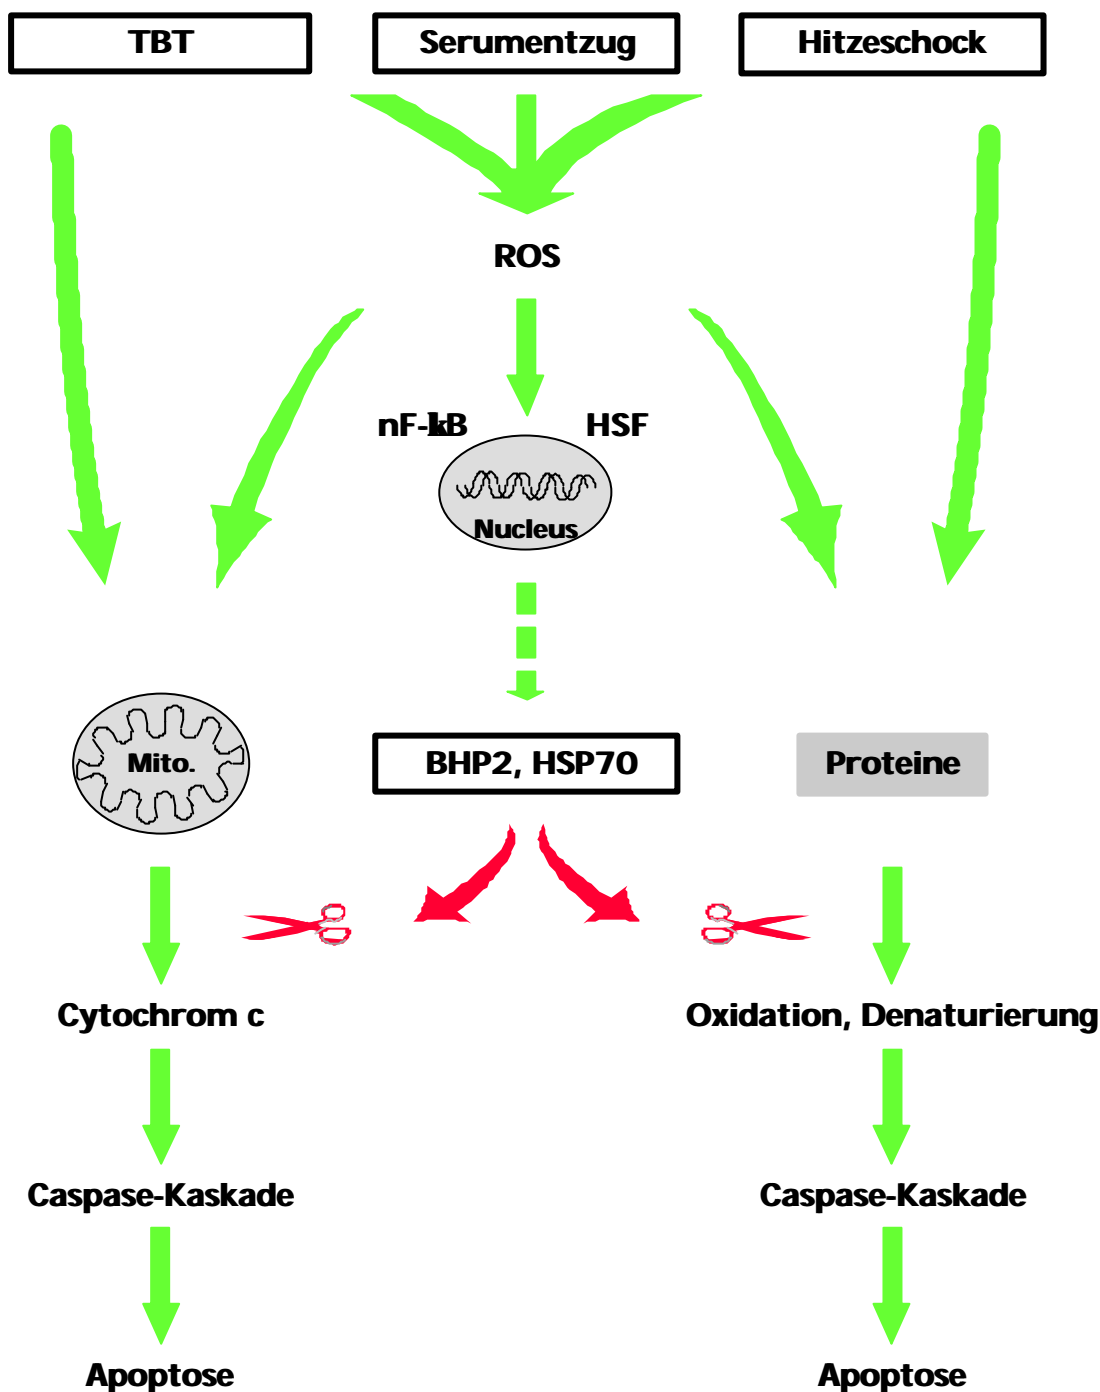 TBT
Serumentzug
Hitzeschock
ROS
nF-kB
HSF
Nucleus
Mito.
BHP2, HSP70
Proteine
Cytochrom c
Oxidation, Denaturierung
Caspase-Kaskade
Caspase-Kaskade
Apoptose
Apoptose